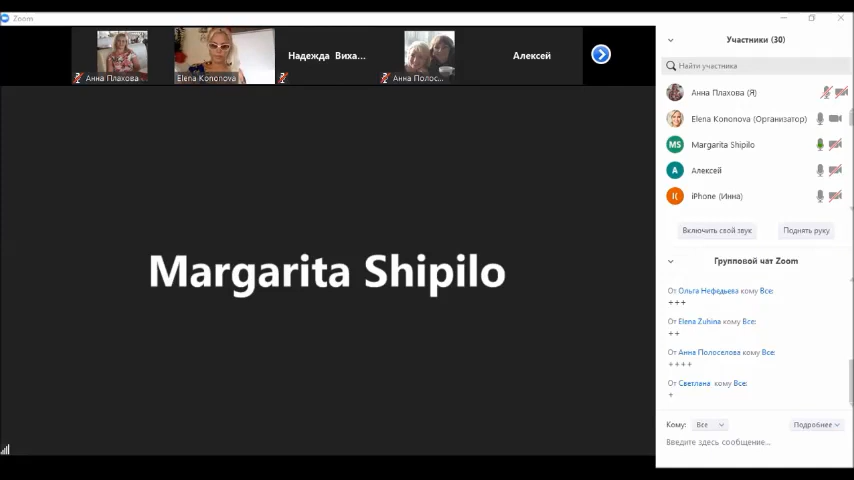 Zoom
Анна Плахова
Elena Kononova
Надежда Виха...
Анна Полос...
Алексей
Margarita Shipilo
Участники (30)
Найти участника
Анна Плахова (Я)
Elena Kononova (Организатор)
MS Margarita Shipilo
А Алексей
I( iPhone (Инна)
Включить свой звук
Поднять руку
Групповой чат Zoom
От Ольга Нефедьева кому Все:
+++
От Elena Zuhina кому Все:
++
От Анна Полоселова кому Все:
++++
От Светлана кому Все:
+
Кому: Все Подробнее
Введите здесь сообщение...